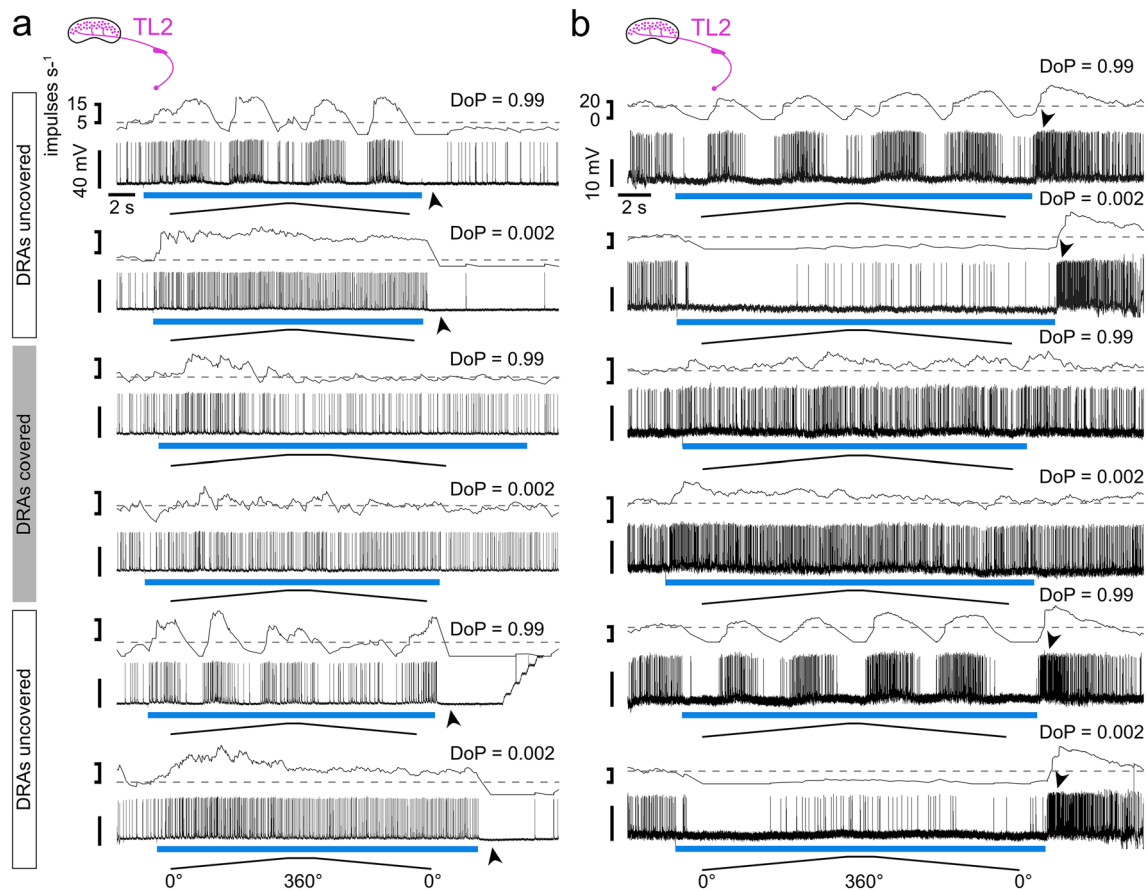 a
TL2
impulses s-1
15
5
40 mV
2 s
DoP = 0.99
DoP = 0.002
DoP = 0.99
DoP = 0.002
DoP = 0.99
DoP = 0.002
DRAs uncovered
DRAs covered
DRAs uncovered
0° 360° 0°
b
TL2
20
0
10 mV
2 s
DoP = 0.99
DoP = 0.002
DoP = 0.99
DoP = 0.002
DoP = 0.99
DoP = 0.002
0° 360° 0°